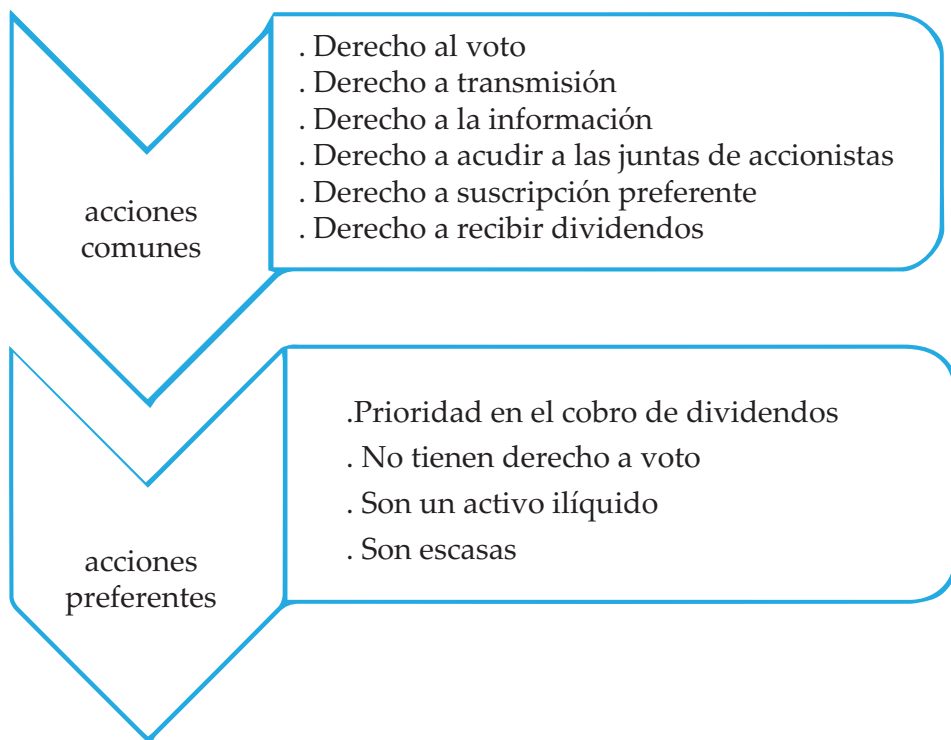 acciones
comunes
. Derecho al voto
. Derecho a transmisión
. Derecho a la información
. Derecho a acudir a las juntas de accionistas
. Derecho a suscripción preferente
. Derecho a recibir dividendos
acciones
preferentes
.Prioridad en el cobro de dividendos
. No tienen derecho a voto
. Son un activo ilíquido
. Son escasas